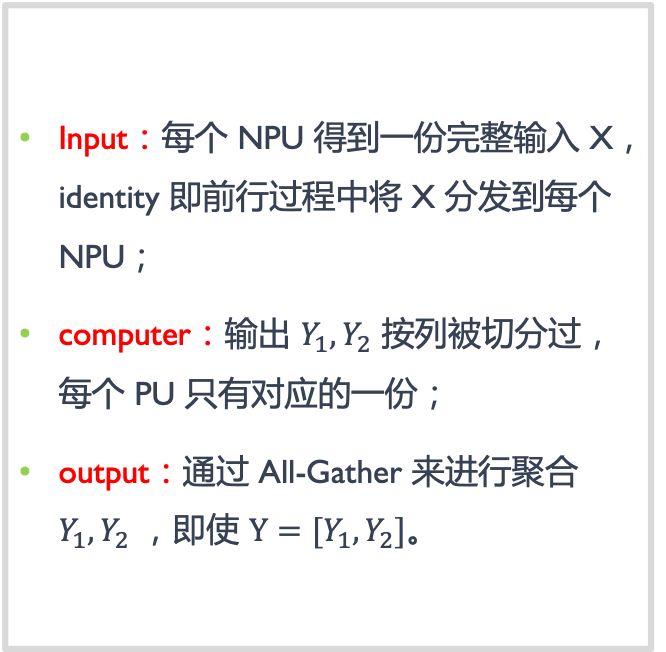 • Input：每个 NPU 得到一份完整输入 X，
identity 即前行过程中将 X 分发到每个
NPU；
• computer：输出 Y₁,Y₂ 按列被切分过，
每个 PU 只有对应的一份；
• output：通过 All-Gather 来进行聚合
Y₁,Y₂ ，即使 Y = [Y₁,Y₂]。